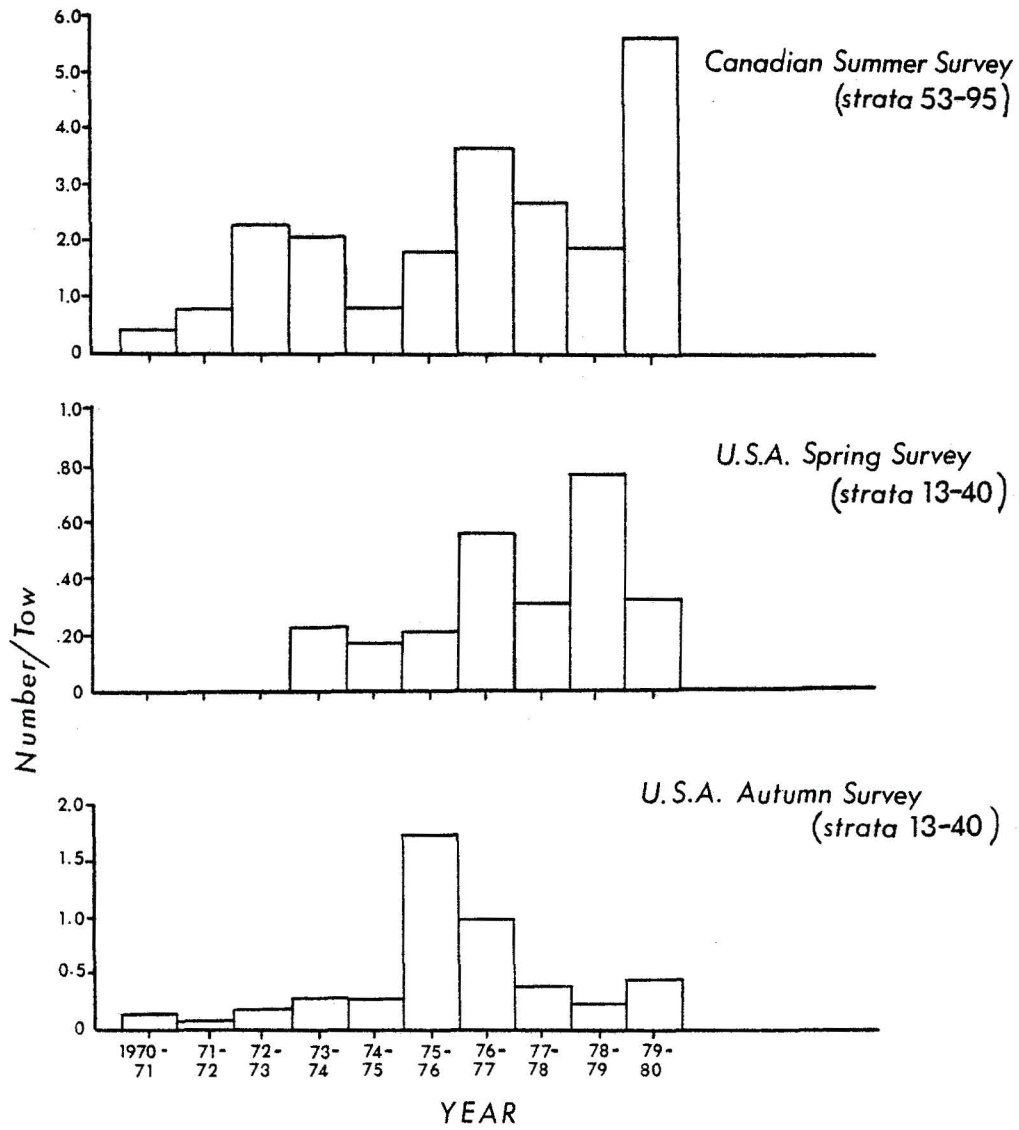 6.0
5.0
4.0
3.0
2.0
1.0
0
Canadian Summer Survey
(strata 53-95)
1.0
.80
.60
.40
.20
0
U.S.A. Spring Survey
(strata 13-40)
Number/Tow
2.0
1.5
1.0
0.5
0
U.S.A. Autumn Survey
(strata 13-40)
1970- 71- 72- 73- 74- 75- 76- 77- 78- 79-
71 72 73 74 75 76 77 78 79 80
YEAR